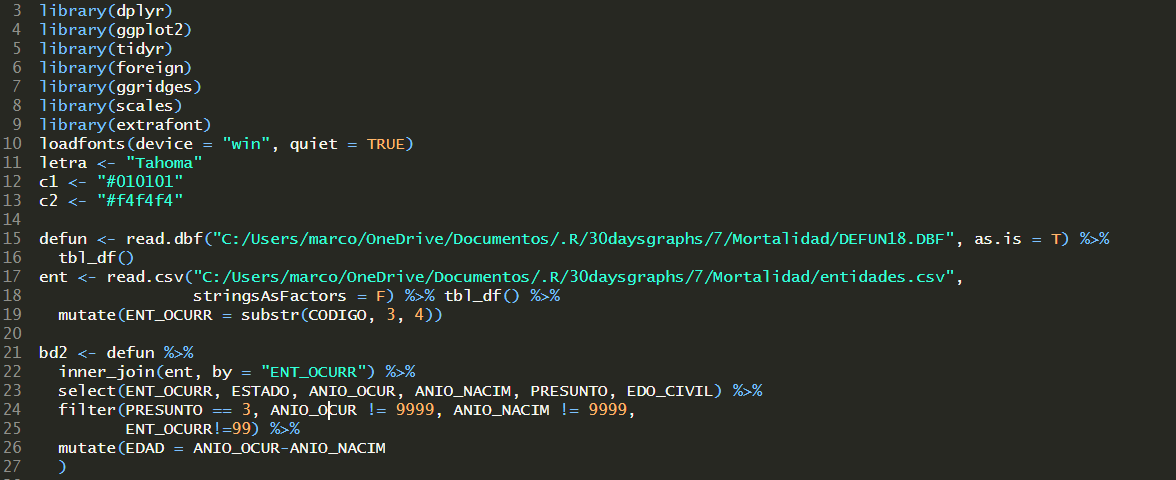 3 library(dplyr)
4 library(ggplot2)
5 library(tidyr)
6 library(foreign)
7 library(ggridges)
8 library(scales)
9 library(extrafont)
10 loadfonts(device = "win", quiet = TRUE)
11 letra <- "Tahoma"
12 c1 <- "#010101"
13 c2 <- "#f4f4f4"
14
15 defun <- read.dbf("C:/Users/marco/OneDrive/Documentos/.R/30daysgraphs/7/Mortalidad/DEFUN18.DBF", as.is = T) %>%
16   tbl_df()
17 ent <- read.csv("C:/Users/marco/OneDrive/Documentos/.R/30daysgraphs/7/Mortalidad/entidades.csv",
18                 stringsAsFactors = F) %>% tbl_df() %>%
19   mutate(ENT_OCURR = substr(CODIGO, 3, 4))
20
21 bd2 <- defun %>%
22   inner_join(ent, by = "ENT_OCURR") %>%
23   select(ENT_OCURR, ESTADO, ANIO_OCUR, ANIO_NACIM, PRESUNTO, EDO_CIVIL) %>%
24   filter(PRESUNTO == 3, ANIO_OCUR != 9999, ANIO_NACIM != 9999,
25          ENT_OCURR!=99) %>%
26   mutate(EDAD = ANIO_OCUR-ANIO_NACIM
27   )